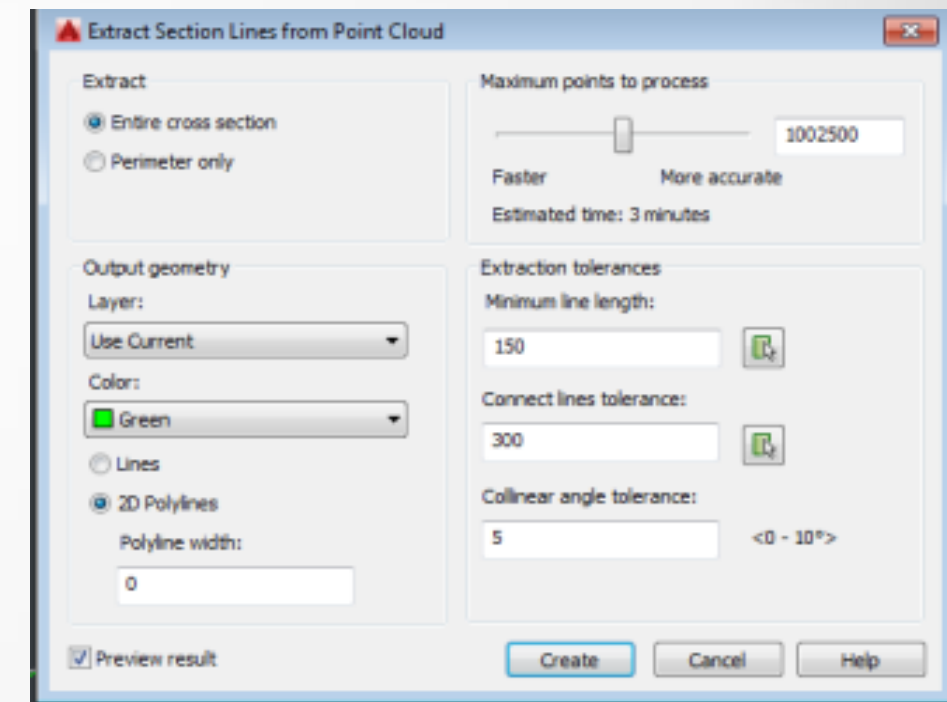 Extract Section Lines from Point Cloud
Extract
Entire cross section
Perimeter only
Maximum points to process
1002500
Faster More accurate
Estimated time: 3 minutes
Output geometry
Layer:
Use Current
Color:
Green
Lines
2D Polylines
Polyline width:
0
Extraction tolerances
Minimum line length:
150
Connect lines tolerance:
300
Collinear angle tolerance:
5 <0 - 10°>
Preview result
Create Cancel Help